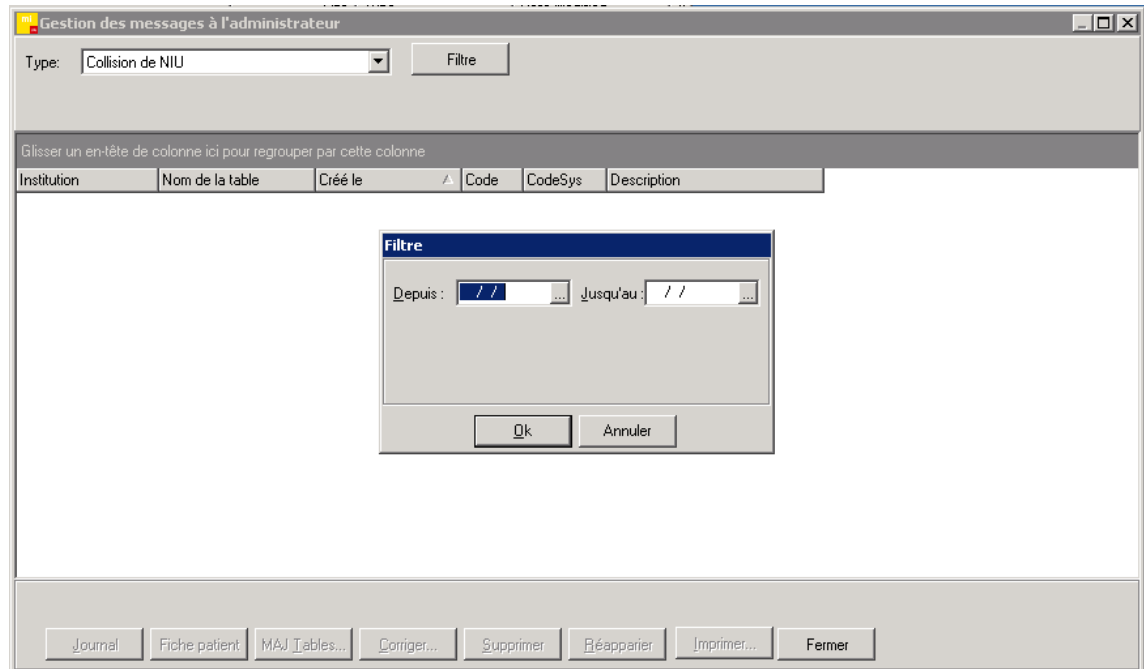 Gestion des messages à l'administrateur
Type: Collision de NIU Filtre
Glisser un en-tête de colonne ici pour regrouper par cette colonne
Institution Nom de la table Créé le Code CodeSys Description
Filtre
Depuis : / / ... Jusqu'au : / / ...
Ok Annuler
Journal Fiche patient MAJ Tables... Corriger... Supprimer Réapparier Imprimer... Fermer